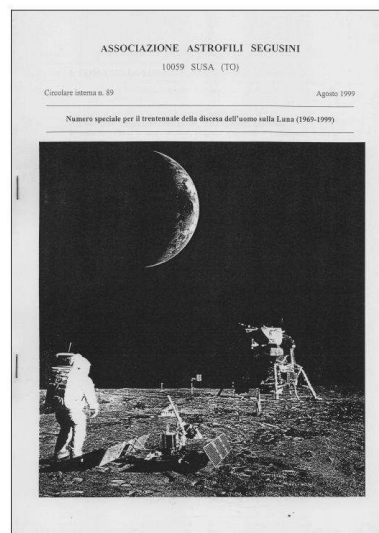 ASSOCIAZIONE ASTROFILI SEGUSINI
10059 SUSA (TO)
Circolare interna n. 89 Agosto 1999
Numero speciale per il trentennale della discesa dell'uomo sulla Luna (1969-1999)